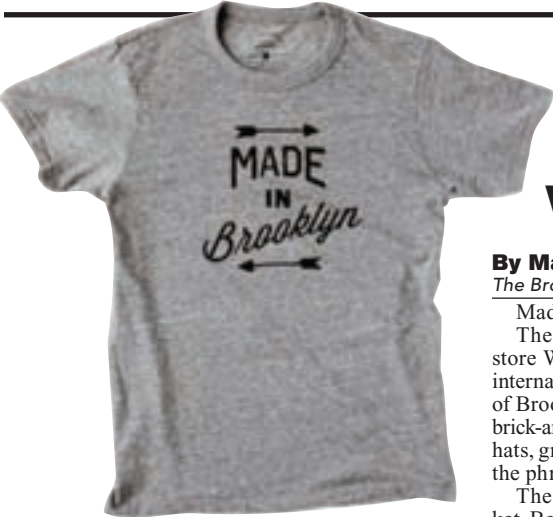 MADE
IN
Brooklyn
By Ma
The Bro
Mad
The
store W
interna
of Broo
brick-a
hats, gr
the phr
The